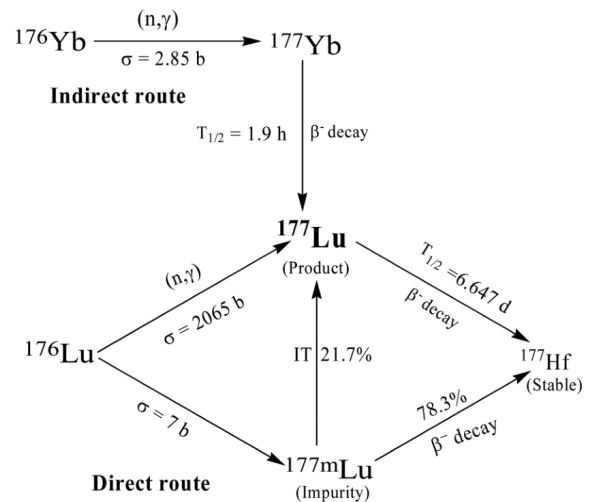 ¹⁷⁶Yb (n,γ) ¹⁷⁷Yb
σ = 2.85 b
Indirect route
T₁/₂ = 1.9 h β⁻ decay
¹⁷⁷Lu
(Product)
(n,γ)
σ = 2065 b
T₁/₂ =6.647 d
β⁻ decay
¹⁷⁶Lu
IT 21.7%
¹⁷⁷Hf
(Stable)
σ = 7 b
78.3%
β⁻ decay
¹⁷⁷ᵐLu
(Impurity)
Direct route